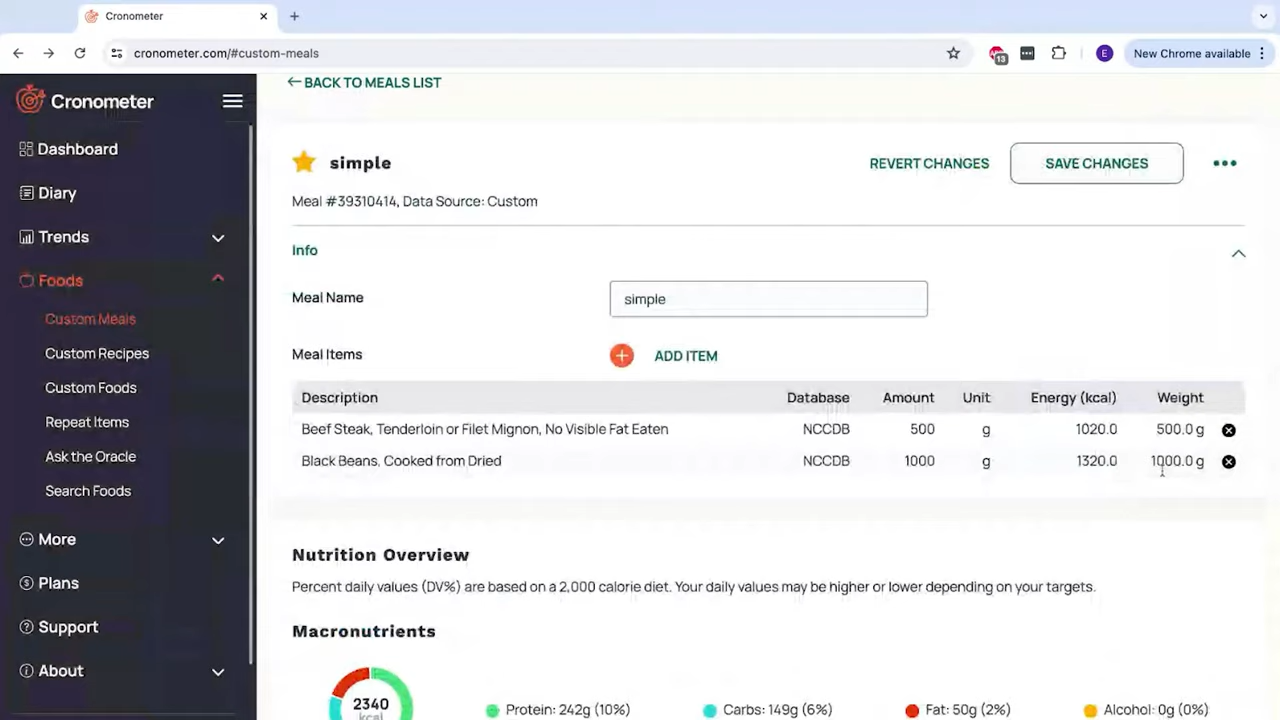 Cronometer
cronometer.com/#custom-meals
13
E
New Chrome available
Cronometer
Dashboard
Diary
Trends
Foods
Custom Meals
Custom Recipes
Custom Foods
Repeat Items
Ask the Oracle
Search Foods
More
Plans
Support
About
BACK TO MEALS LIST
simple
REVERT CHANGES
SAVE CHANGES
Meal #39310414, Data Source: Custom
Info
Meal Name
simple
Meal Items
ADD ITEM
Description Database Amount Unit Energy (kcal) Weight
Beef Steak, Tenderloin or Filet Mignon, No Visible Fat Eaten NCCDB 500 g 1020.0 500.0 g
Black Beans, Cooked from Dried NCCDB 1000 g 1320.0 1000.0 g
Nutrition Overview
Percent daily values (DV%) are based on a 2,000 calorie diet. Your daily values may be higher or lower depending on your targets.
Macronutrients
2340
kcal
Protein: 242g (10%) Carbs: 149g (6%) Fat: 50g (2%) Alcohol: 0g (0%)